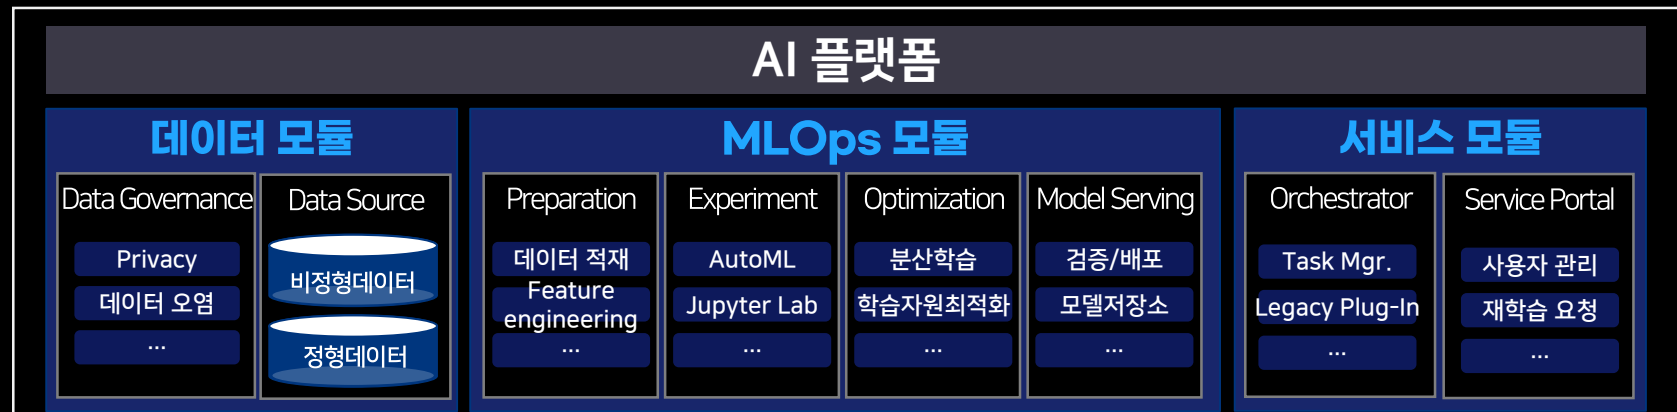 AI 플랫폼
데이터 모듈
Data Governance
Privacy
데이터 오염
...
Data Source
비정형데이터
정형데이터
MLOps 모듈
Preparation
데이터 적재
Feature
engineering
...
Experiment
AutoML
Jupyter Lab
...
Optimization
분산학습
학습자원최적화
...
Model Serving
검증/배포
모델저장소
...
서비스 모듈
Orchestrator
Task Mgr.
Legacy Plug-In
...
Service Portal
사용자 관리
재학습 요청
...